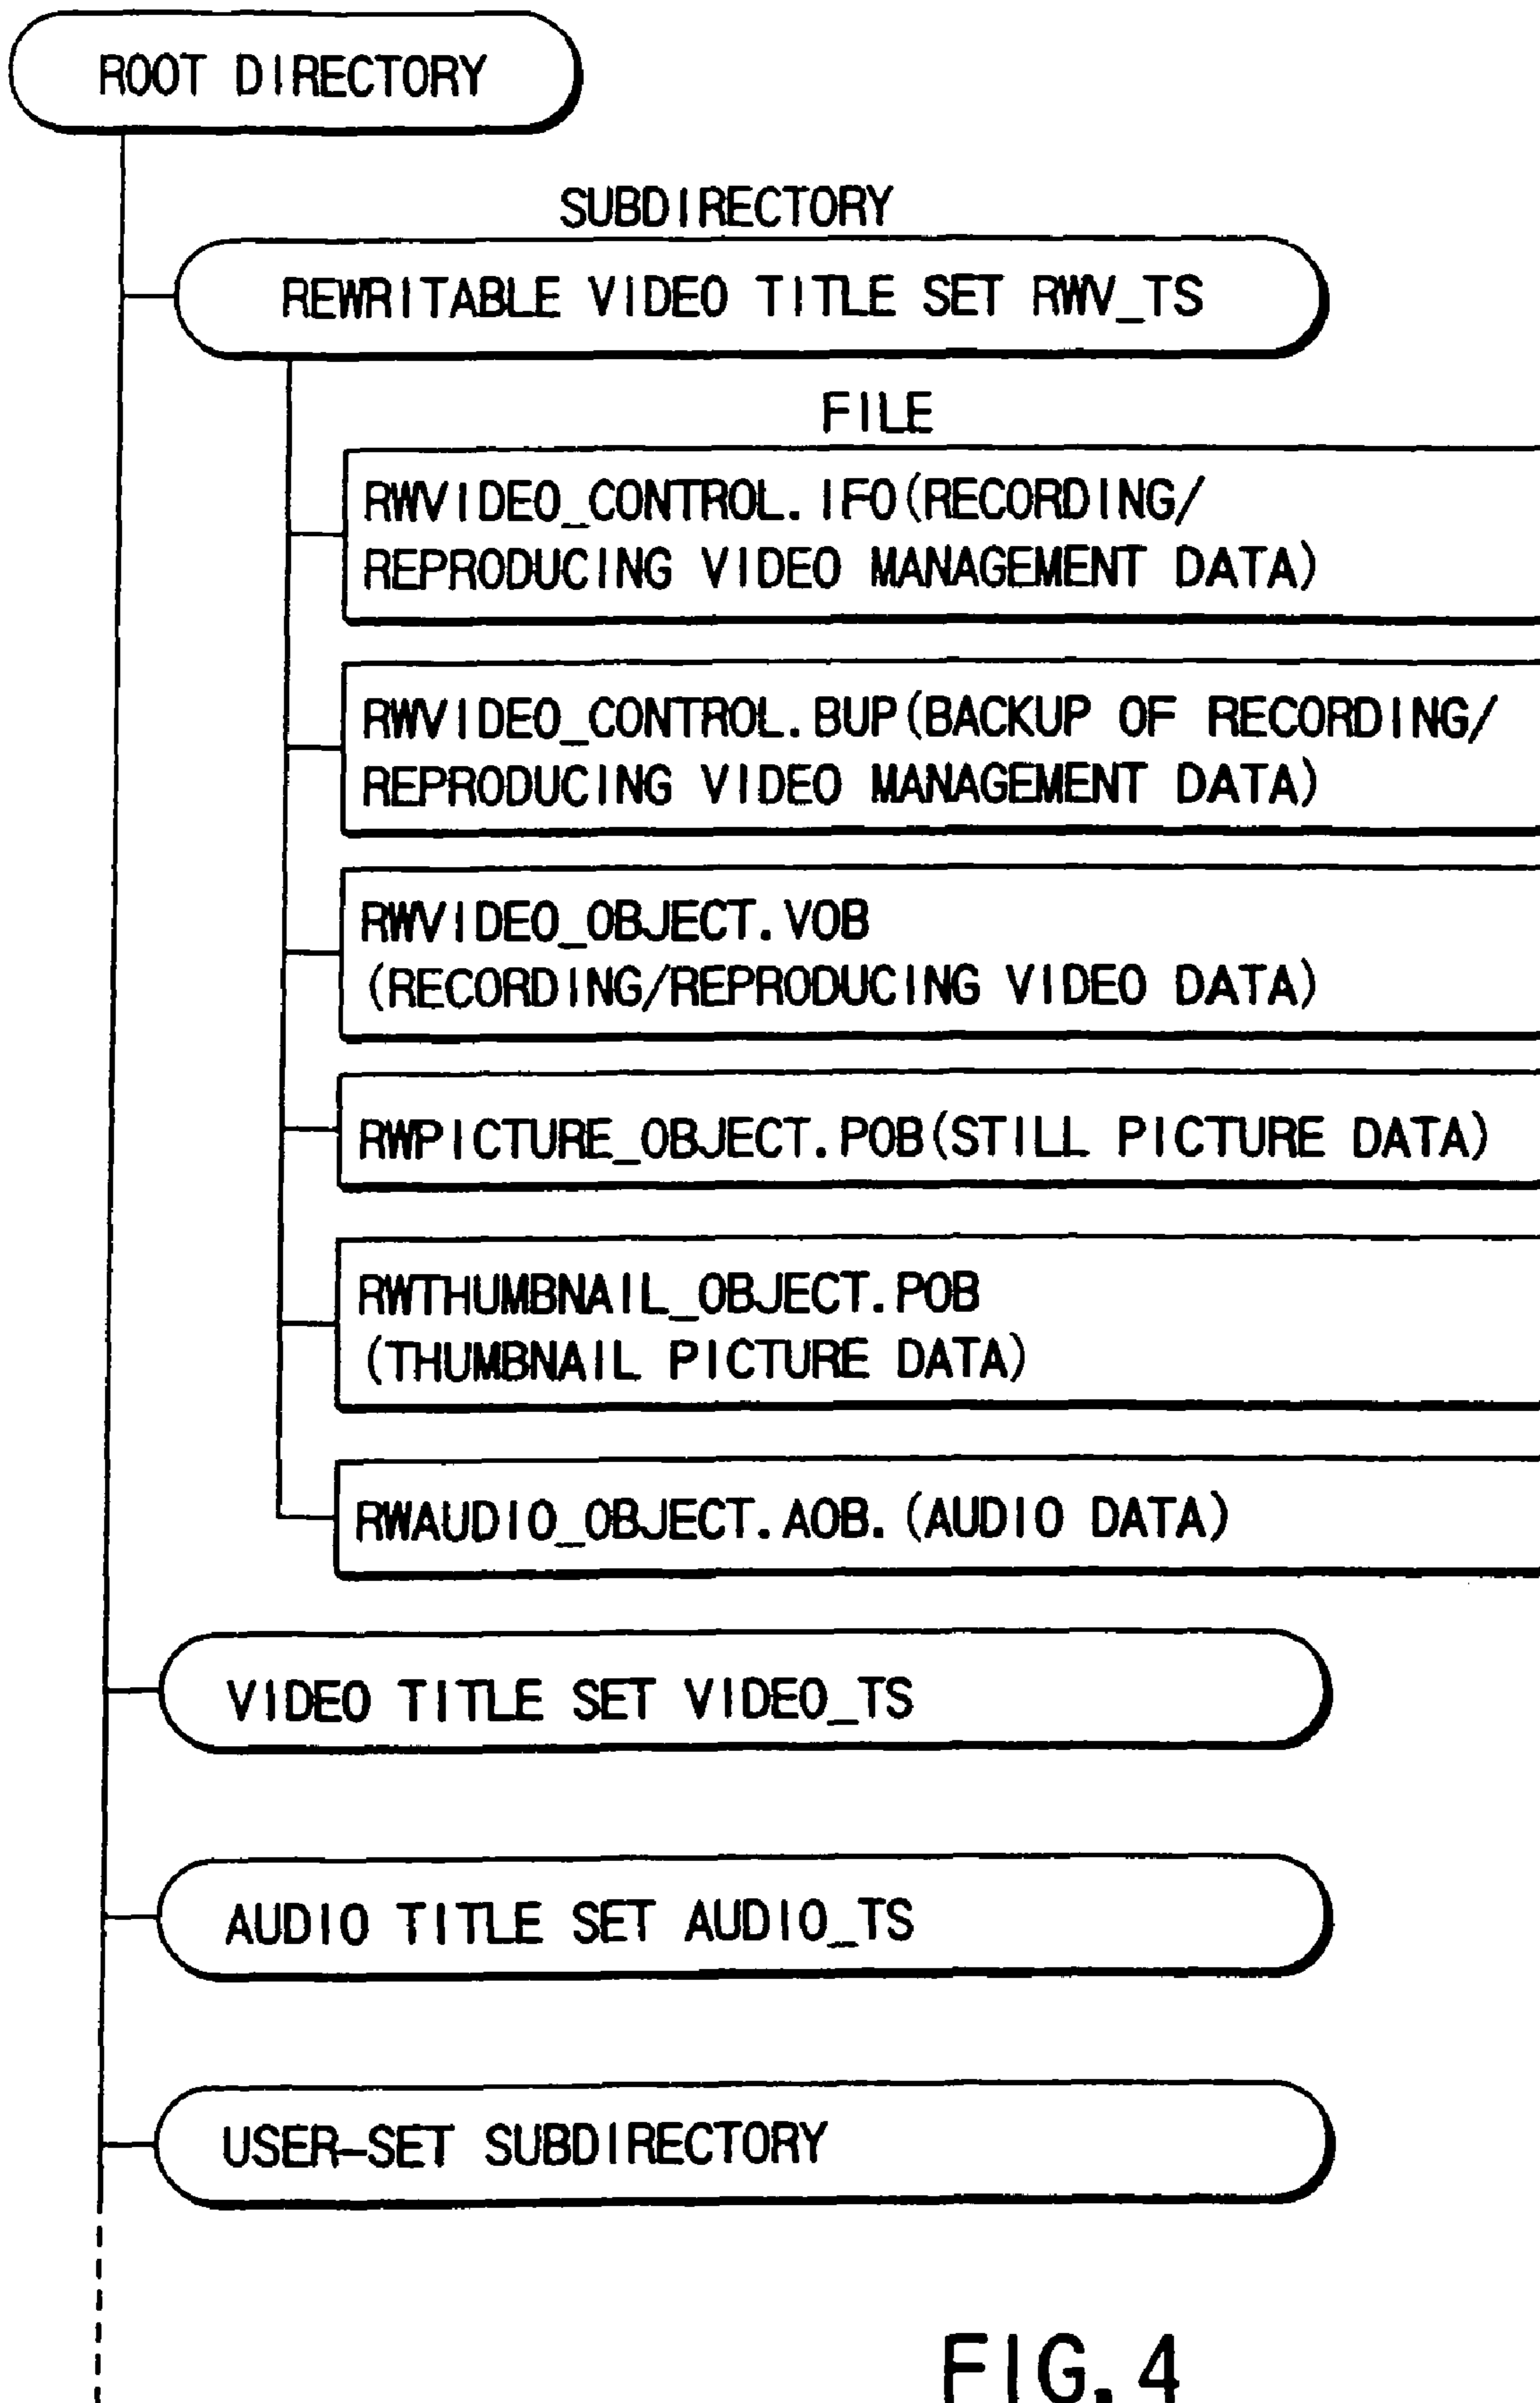 ROOT DIRECTORY
SUBDIRECTORY
REWRITABLE VIDEO TITLE SET RWV_TS
FILE
RWVIDEO_CONTROL.IFO(RECORDING/
REPRODUCING VIDEO MANAGEMENT DATA)
RWVIDEO_CONTROL.BUP(BACKUP OF RECORDING/
REPRODUCING VIDEO MANAGEMENT DATA)
RWVIDEO_OBJECT.VOB
(RECORDING/REPRODUCING VIDEO DATA)
RWPICTURE_OBJECT.POB(STILL PICTURE DATA)
RWTHUMBNAIL_OBJECT.POB
(THUMBNAIL PICTURE DATA)
RWAUDIO_OBJECT.AOB.(AUDIO DATA)
VIDEO TITLE SET VIDEO_TS
AUDIO TITLE SET AUDIO_TS
USER-SET SUBDIRECTORY
FIG.4